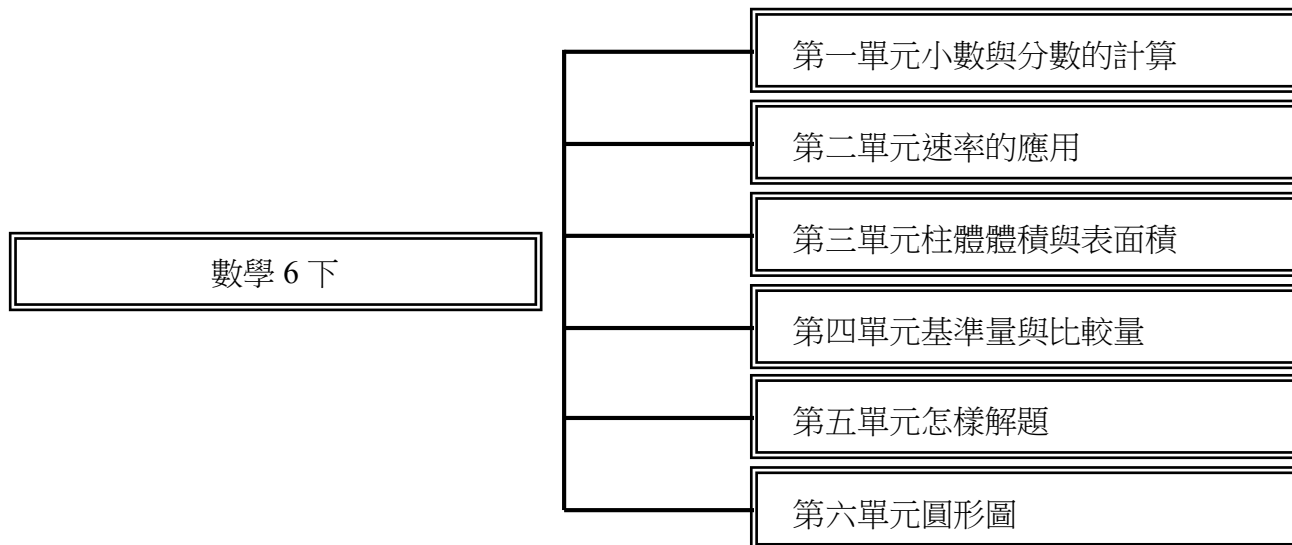 第一單元小數與分數的計算
第二單元速率的應用
第三單元柱體體積與表面積
數學 6 下
第四單元基準量與比較量
第五單元怎樣解題
第六單元圓形圖